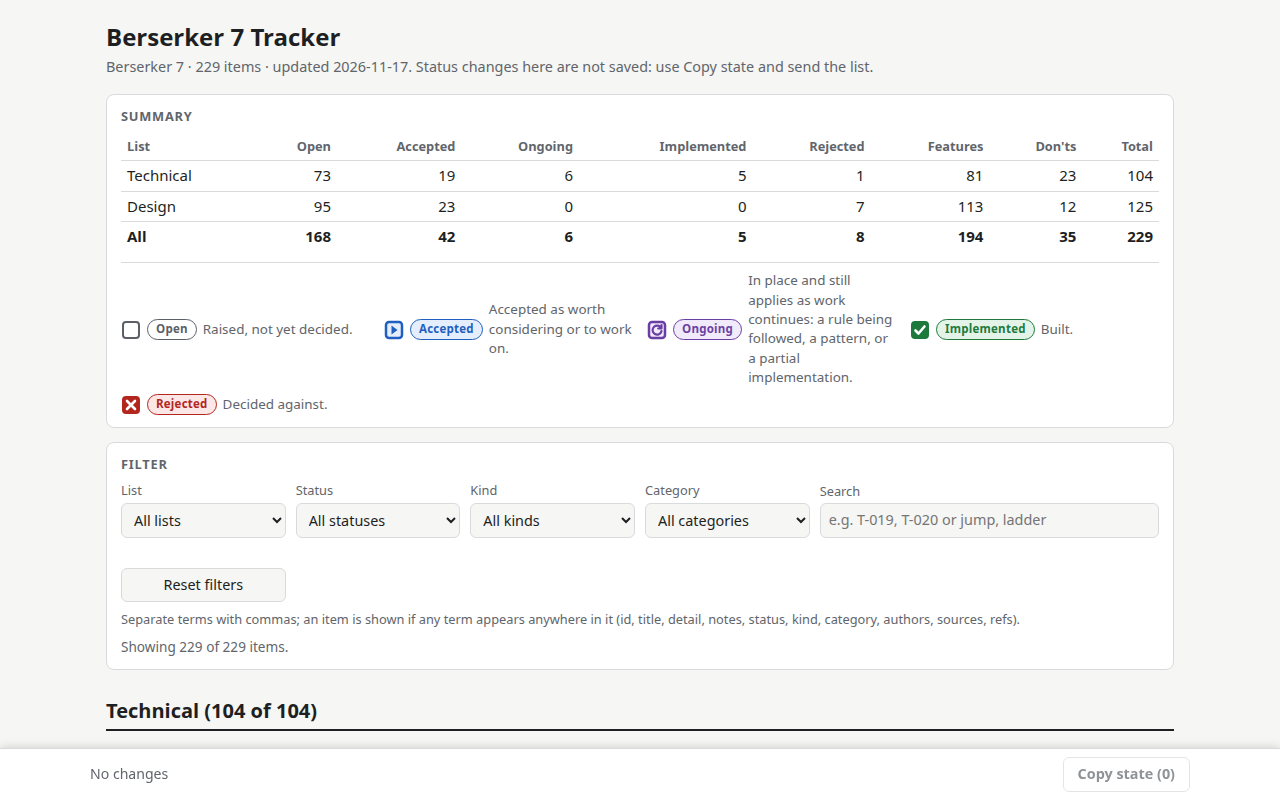 Berserker 7 Tracker
Berserker 7 · 229 items · updated 2026-11-17. Status changes here are not saved: use Copy state and send the list.
SUMMARY
List Open Accepted Ongoing Implemented Rejected Features Don'ts Total
Technical 73 19 6 5 1 81 23 104
Design 95 23 0 0 7 113 12 125
All 168 42 6 5 8 194 35 229
Open Raised, not yet decided.
Accepted Accepted as worth
considering or to work
on.
Ongoing In place and still
applies as work
continues: a rule being
followed, a pattern, or
a partial
implementation.
Implemented Built.
Rejected Decided against.
FILTER
List Status Kind Category Search
All lists All statuses All kinds All categories e.g. T-019, T-020 or jump, ladder
Reset filters
Separate terms with commas; an item is shown if any term appears anywhere in it (id, title, detail, notes, status, kind, category, authors, sources, refs).
Showing 229 of 229 items.
Technical (104 of 104)
No changes Copy state (0)